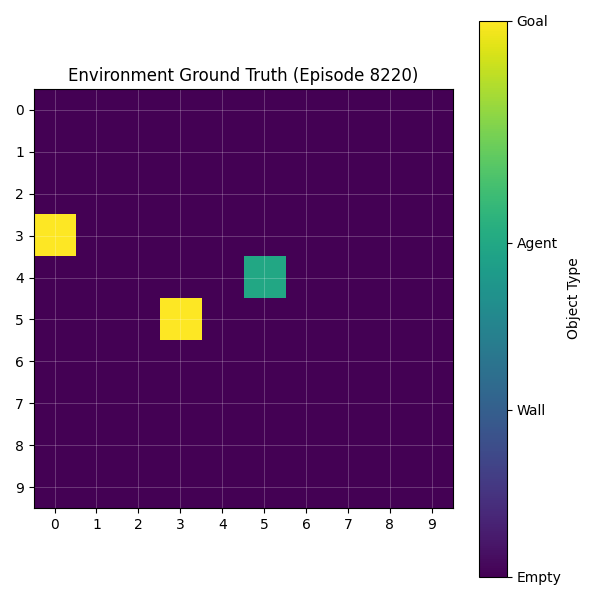 Environment Ground Truth (Episode 8220)
0
1
2
3
4
5
6
7
8
9
0 1 2 3 4 5 6 7 8 9
Goal
Agent
Wall
Empty
Object Type